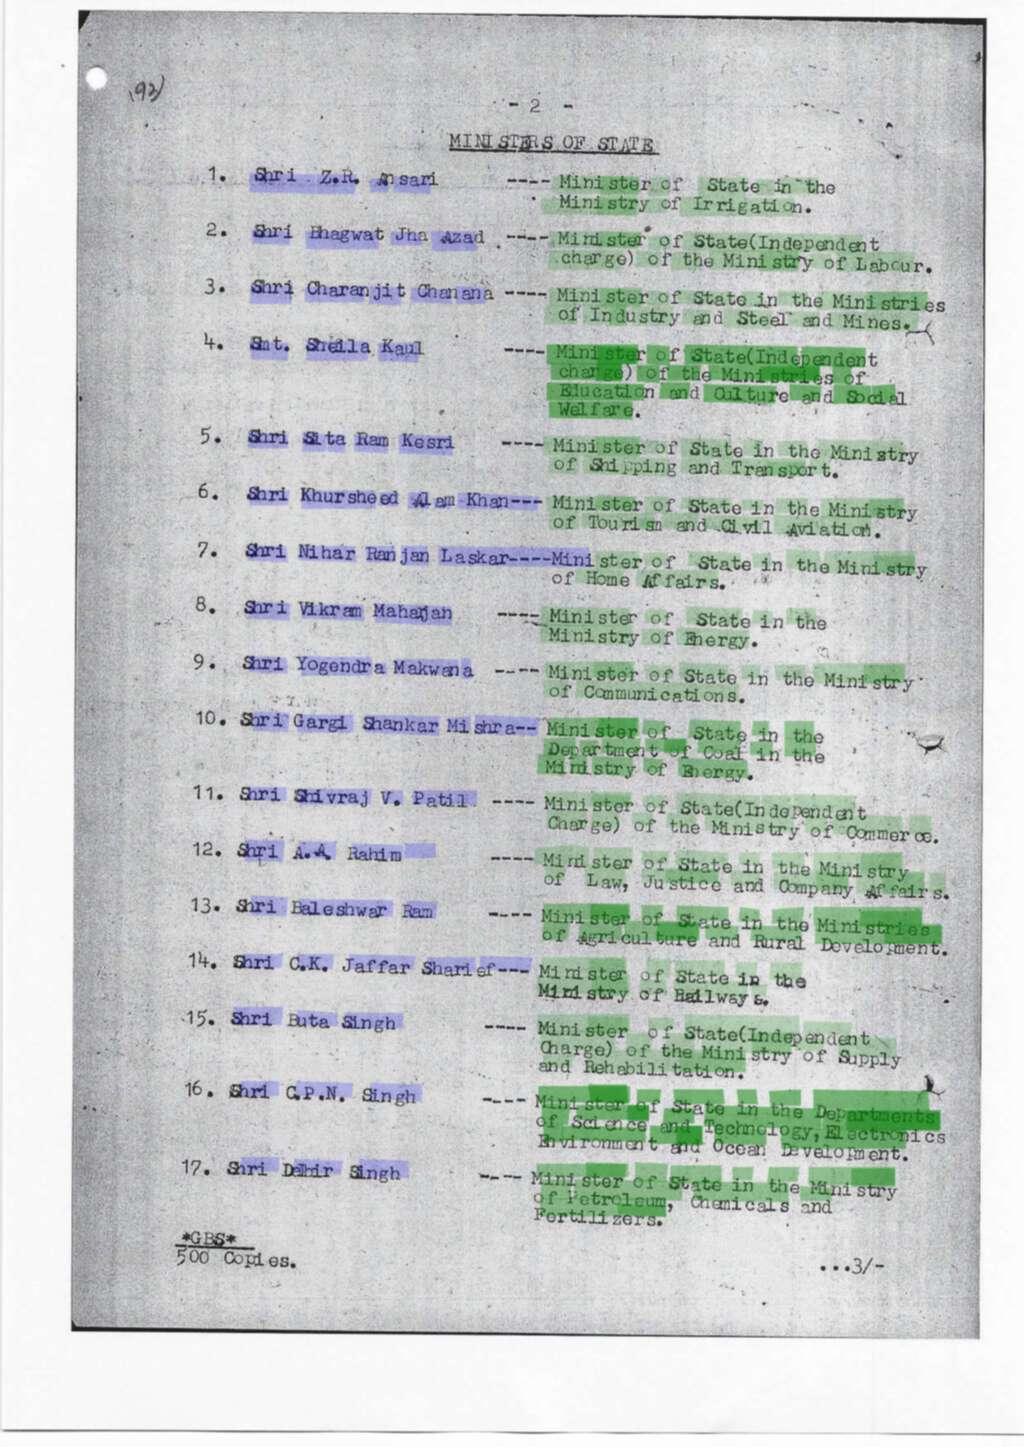 (92)
- 2 -
MINISTERS OF STATE
1. Shri Z.R. Ansari ---- Minister of State in the
Ministry of Irrigation.
2. Shri Bhagwat Jha Azad ---- Minister of State(Independent
charge) of the Ministry of Labour.
3. Shri Charanjit Chanana ---- Minister of State in the Ministries
of Industry and Steel and Mines.
4. Smt. Sheila Kaul ---- Minister of State(Independent
charge) of the Ministries of
Education and Culture and Social
Welfare.
5. Shri Sita Ram Kesri ---- Minister of State in the Ministry
of Shipping and Transport.
6. Shri Khursheed Alam Khan--- Minister of State in the Ministry
of Tourism and Civil Aviation.
7. Shri Nihar Ranjan Laskar----Minister of State in the Ministry
of Home Affairs.
8. Shri Vikram Mahajan ---- Minister of State in the
Ministry of Energy.
9. Shri Yogendra Makwana ---- Minister of State in the Ministry
of Communications.
10. Shri Gargi Shankar Mishra-- Minister of State in the
Department of Coal in the
Ministry of Energy.
11. Shri Shivraj V. Patil ---- Minister of State(Independent
Charge) of the Ministry of Commerce.
12. Shri A.A. Rahim ---- Minister of State in the Ministry
of Law, Justice and Company Affairs.
13. Shri Baleshwar Ram ---- Minister of State in the Ministries
of Agriculture and Rural Development.
14. Shri C.K. Jaffar Sharief--- Minister of State in the
Ministry of Railways.
15. Shri Buta Singh ---- Minister of State(Independent
Charge) of the Ministry of Supply
and Rehabilitation.
16. Shri C.P.N. Singh ---- Minister of State in the Departments
of Science and Technology, Electronics
Environment and Ocean Development.
17. Shri Dalbir Singh ---- Minister of State in the Ministry
of Petroleum, Chemicals and
Fertilizers.
*GBS*
500 Copies.
...3/-